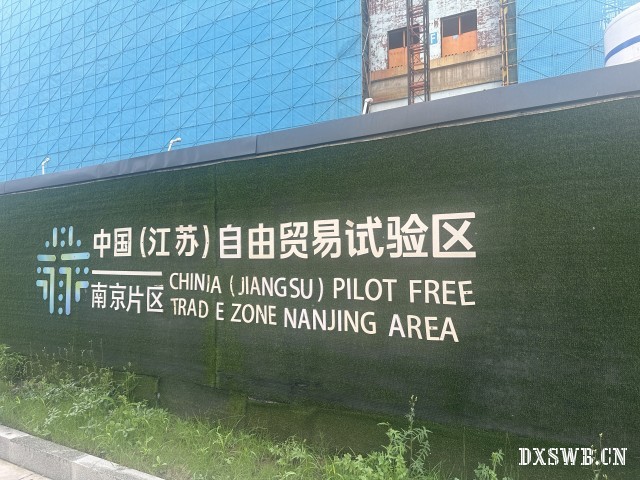 中国(江苏)自由贸易试验区
南京片区
CHINJA (JIANGSU) PILOT FREE
TRAD E ZONE NANJING AREA
DXSWB.CN